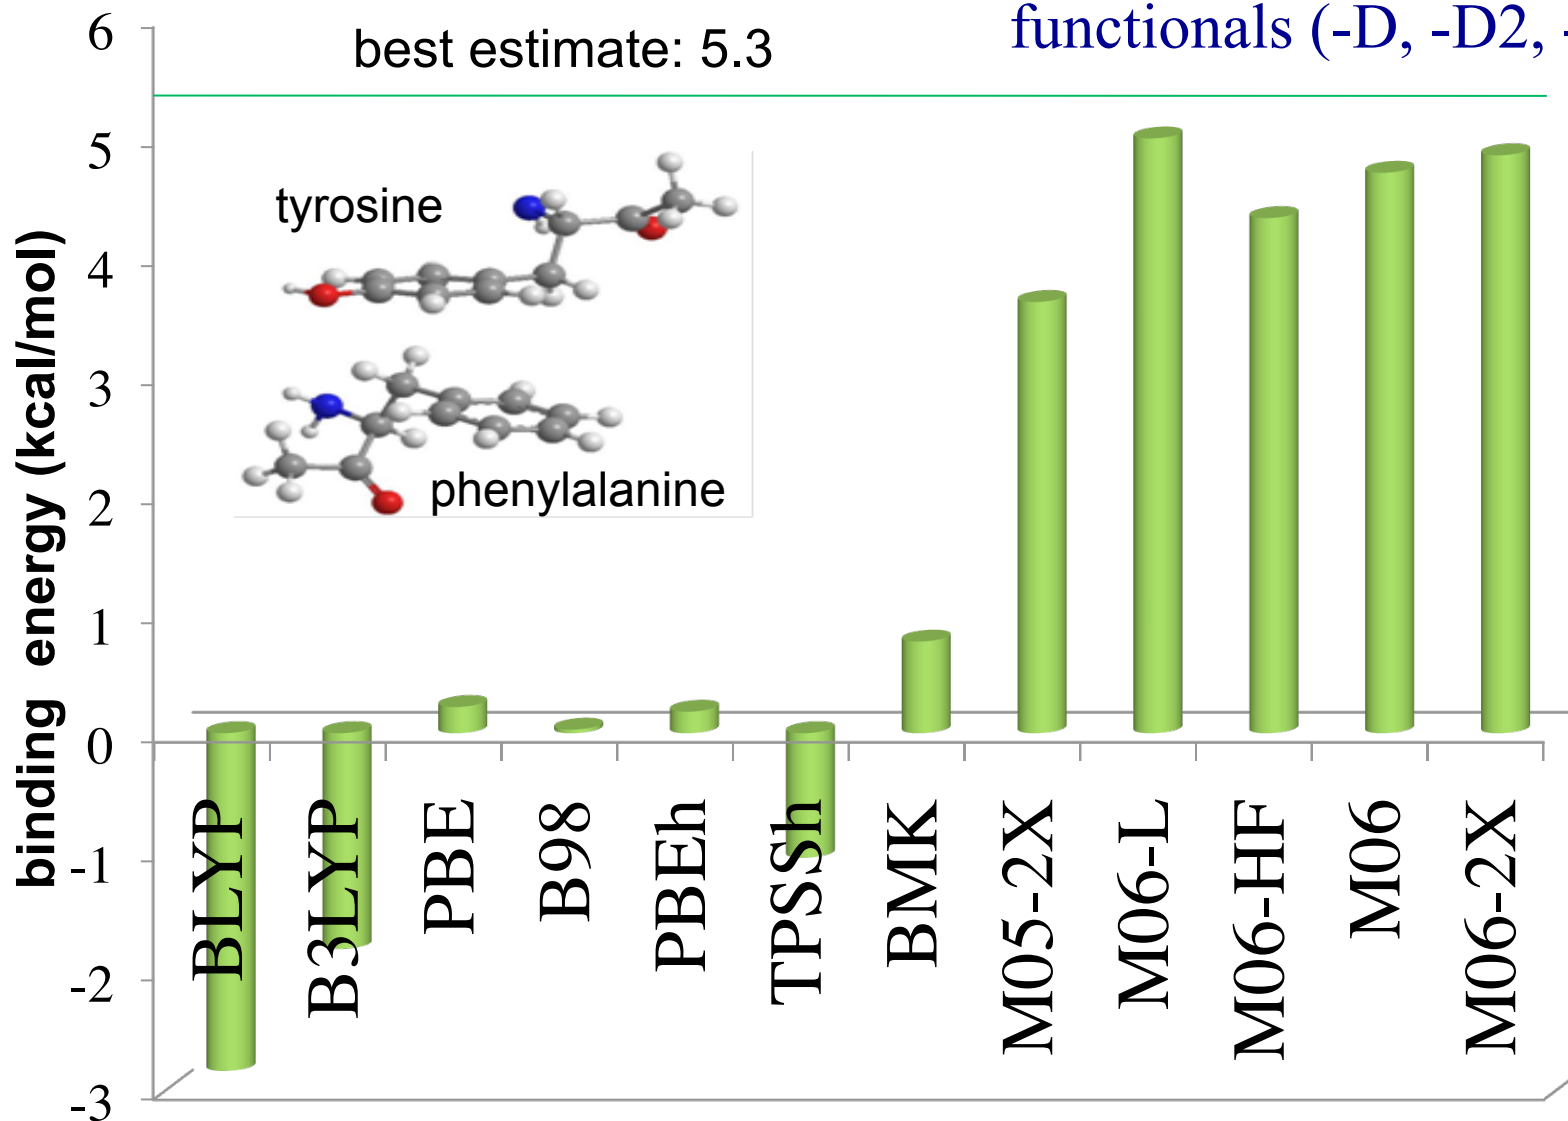 best estimate: 5.3
functionals (-D, -D2, -
6
5
4
3
2
1
0
-1
-2
-3
binding energy (kcal/mol)
tyrosine
phenylalanine
BLYP
B3LYP
PBE
B98
PBEh
TPSSh
BMK
M05-2X
M06-L
M06-HF
M06
M06-2X